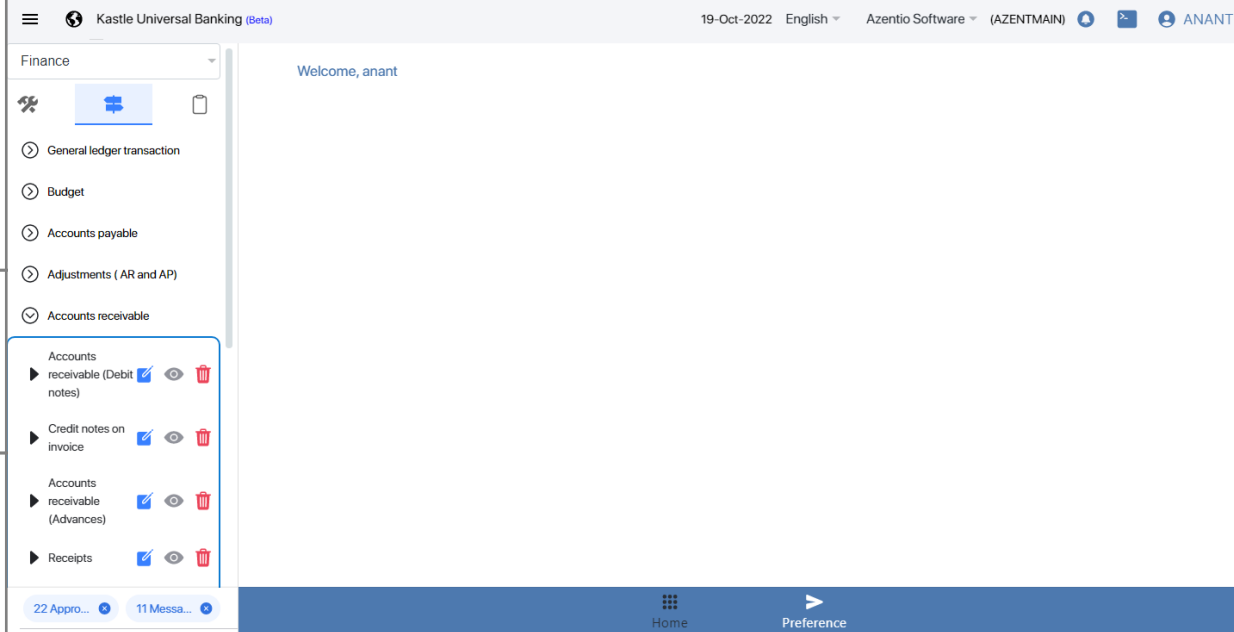 Kastle Universal Banking (Beta)
19-Oct-2022 English Azentio Software (AZENTMAIN) ANANT
Finance
Welcome, anant
General ledger transaction
Budget
Accounts payable
Adjustments ( AR and AP)
Accounts receivable
Accounts
receivable (Debit
notes)
Credit notes on
invoice
Accounts
receivable
(Advances)
Receipts
22 Appro... 11 Messa...
Home
Preference